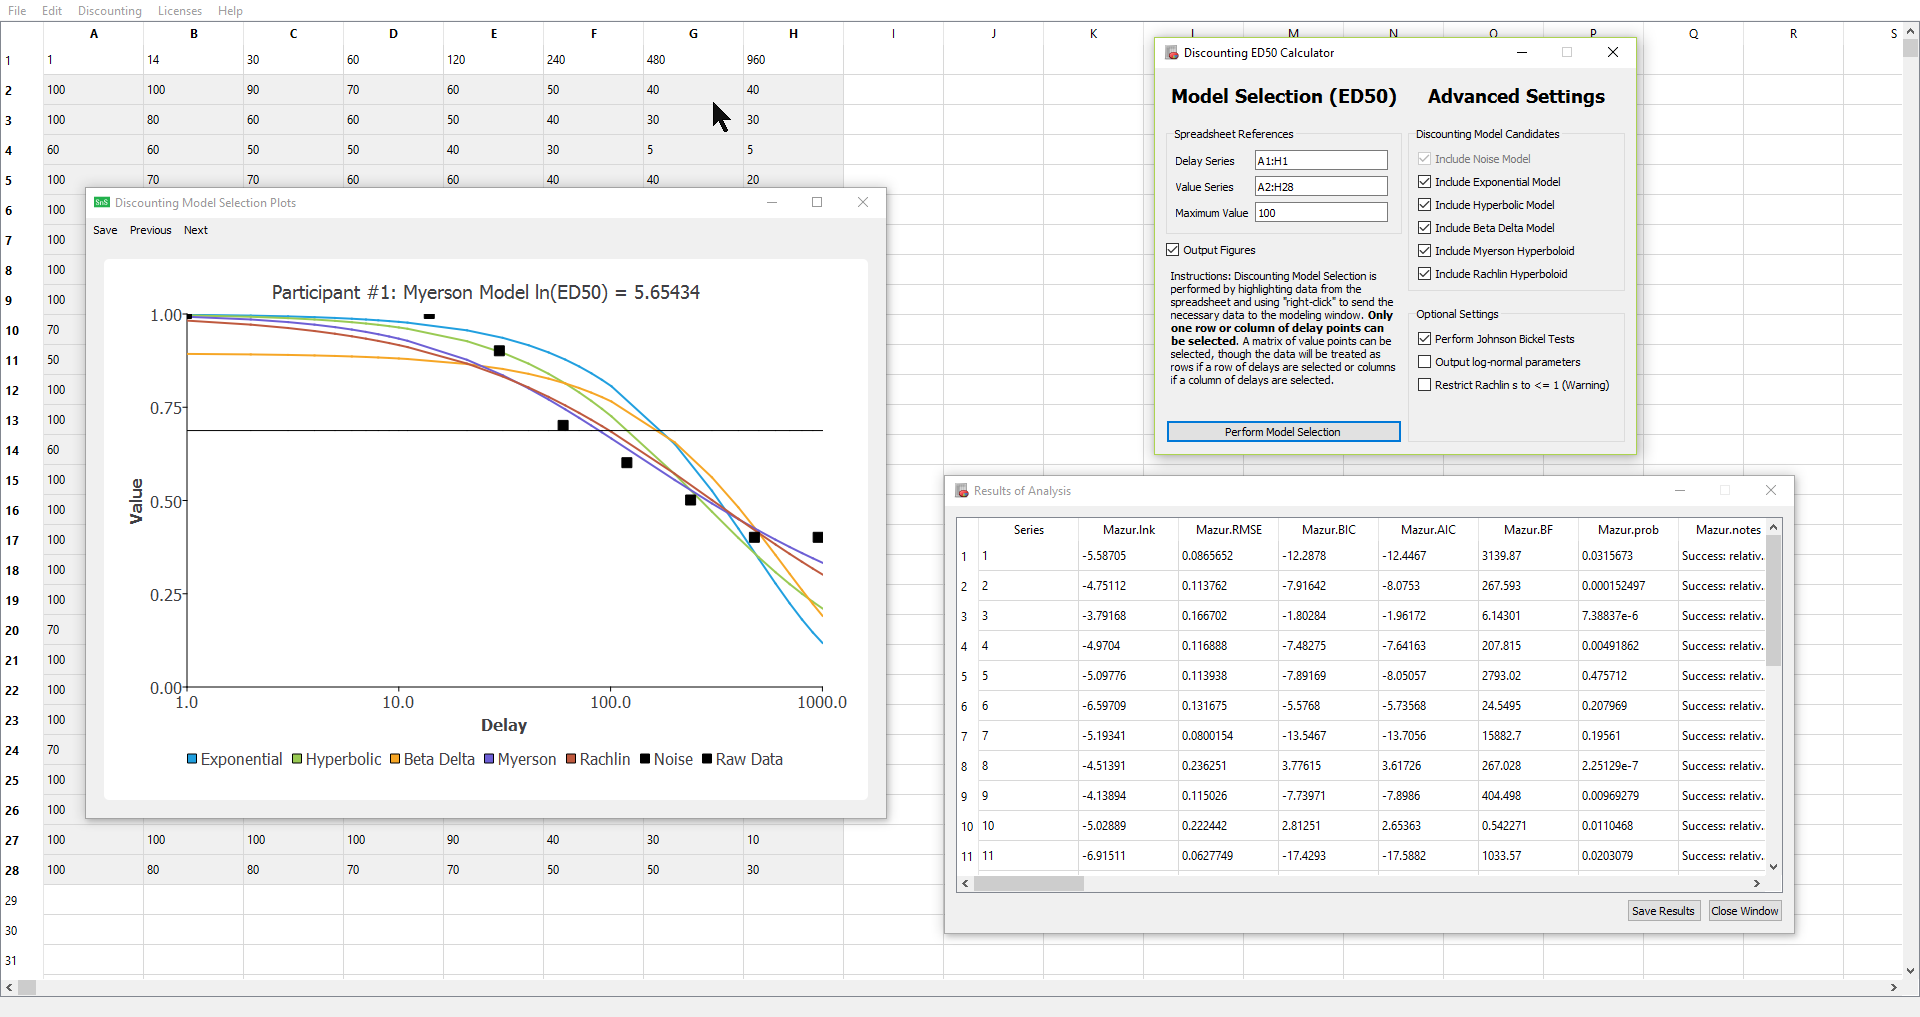 File Edit Discounting Licenses Help
A B C D E F G H I J K L M N O P Q R S
1 1 14 30 60 120 240 480 960
2 100 100 90 70 60 50 40 40
3 100 80 60 60 50 40 30 30
4 60 60 50 50 40 30 5 5
5 100 70 70 60 60 40 40 20
6 100
7 100
8 100
9 100
10 70
11 50
12 100
13 100
14 60
15 100
16 100
17 100
18 100
19 100
20 70
21 100
22 100
23 100
24 70
25 100
26 100
27 100 100 100 100 90 40 30 10
28 100 80 80 70 70 50 50 30
29
30
31
SnS Discounting Model Selection Plots
Save Previous Next
Participant #1: Myerson Model ln(ED50) = 5.65434
1.00
0.75
0.50
0.25
0.00
Value
1.0 10.0 100.0 1000.0
Delay
Exponential Hyperbolic Beta Delta Myerson Rachlin Noise Raw Data
Discounting ED50 Calculator
Model Selection (ED50)
Spreadsheet References
Delay Series A1:H1
Value Series A2:H28
Maximum Value 100
Output Figures
Instructions: Discounting Model Selection is
performed by highlighting data from the
spreadsheet and using "right-click" to send the
necessary data to the modeling window. Only
one row or column of delay points can
be selected. A matrix of value points can be
selected, though the data will be treated as
rows if a row of delays are selected or columns
if a column of delays are selected.
Perform Model Selection
Advanced Settings
Discounting Model Candidates
Include Noise Model
Include Exponential Model
Include Hyperbolic Model
Include Beta Delta Model
Include Myerson Hyperboloid
Include Rachlin Hyperboloid
Optional Settings
Perform Johnson Bickel Tests
Output log-normal parameters
Restrict Rachlin s to <= 1 (Warning)
Results of Analysis
Series Mazur.lnk Mazur.RMSE Mazur.BIC Mazur.AIC Mazur.BF Mazur.prob Mazur.notes
1 1 -5.58705 0.0865652 -12.2878 -12.4467 3139.87 0.0315673 Success: relativ..
2 2 -4.75112 0.113762 -7.91642 -8.0753 267.593 0.000152497 Success: relativ..
3 3 -3.79168 0.166702 -1.80284 -1.96172 6.14301 7.38837e-6 Success: relativ..
4 4 -4.9704 0.116888 -7.48275 -7.64163 207.815 0.00491862 Success: relativ..
5 5 -5.09776 0.113938 -7.89169 -8.05057 2793.02 0.475712 Success: relativ..
6 6 -6.59709 0.131675 -5.5768 -5.73568 24.5495 0.207969 Success: relativ..
7 7 -5.19341 0.0800154 -13.5467 -13.7056 15882.7 0.19561 Success: relativ..
8 8 -4.51391 0.236251 3.77615 3.61726 267.028 2.25129e-7 Success: relativ..
9 9 -4.13894 0.115026 -7.73971 -7.8986 404.498 0.00969279 Success: relativ..
10 10 -5.02889 0.222442 2.81251 2.65363 0.542271 0.0110468 Success: relativ..
11 11 -6.91511 0.0627749 -17.4293 -17.5882 1033.57 0.0203079 Success: relativ..
Save Results Close Window